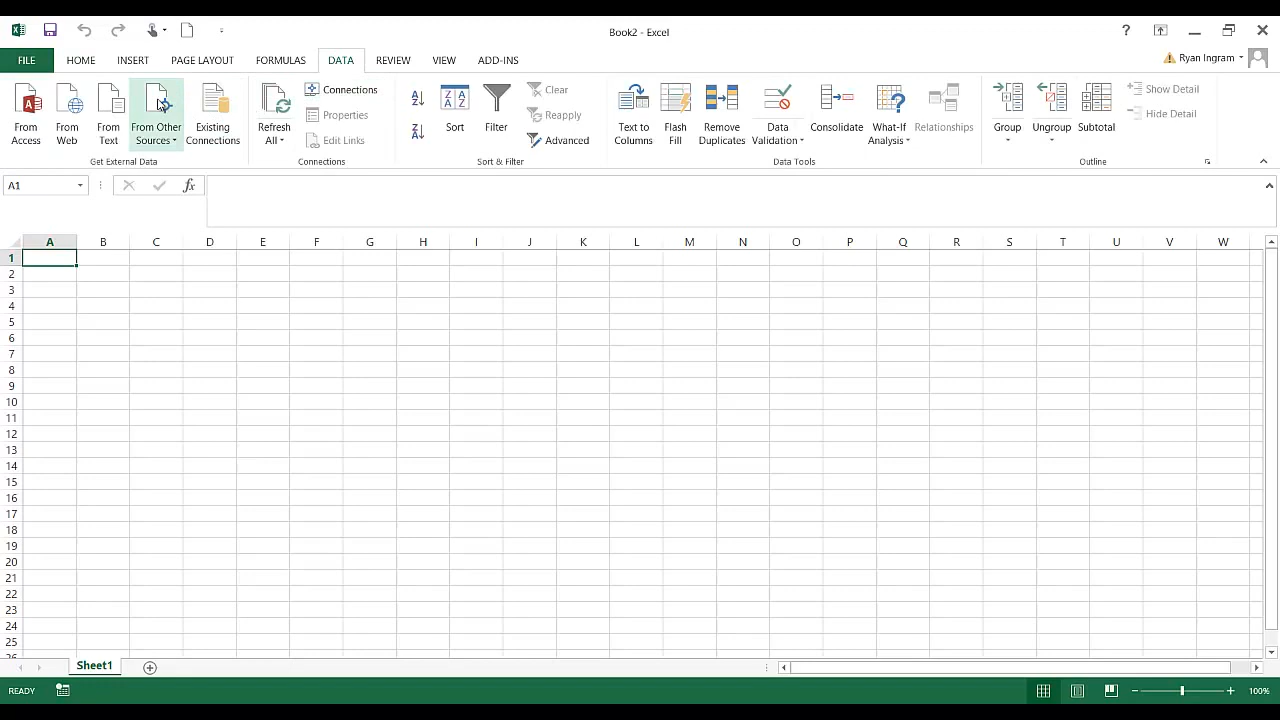 Book2 - Excel
?
FILE HOME INSERT PAGE LAYOUT FORMULAS DATA REVIEW VIEW ADD-INS
Ryan Ingram
From Access
From Web
From Text
From Other Sources
Existing Connections
Get External Data
Refresh All
Connections
Properties
Edit Links
Connections
Sort
Filter
Clear
Reapply
Advanced
Sort & Filter
Text to Columns
Flash Fill
Remove Duplicates
Data Validation
Consolidate
What-If Analysis
Relationships
Data Tools
Group
Ungroup
Subtotal
Show Detail
Hide Detail
Outline
A1
fx
A B C D E F G H I J K L M N O P Q R S T U V W
1
2
3
4
5
6
7
8
9
10
11
12
13
14
15
16
17
18
19
20
21
22
23
24
25
Sheet1
READY
100%